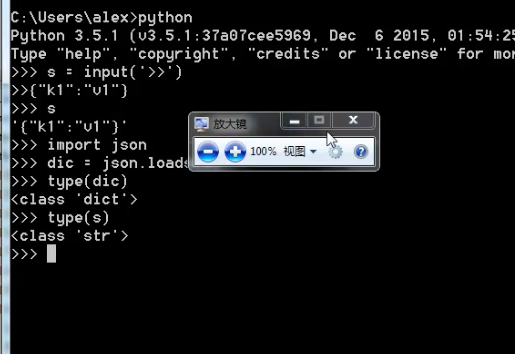 C:\Users\alex>python
Python 3.5.1 (v3.5.1:37a07cee5969, Dec  6 2015, 01:54:25
Type "help", "copyright", "credits" or "license" for mor
>>> s = input('>>')
>>{"k1":"v1"}
>>> s
'{"k1":"v1"}'
放大镜
>>> import json
>>> dic = json.loads
100% 视图
>>> type(dic)
<class 'dict'>
>>> type(s)
<class 'str'>
>>>